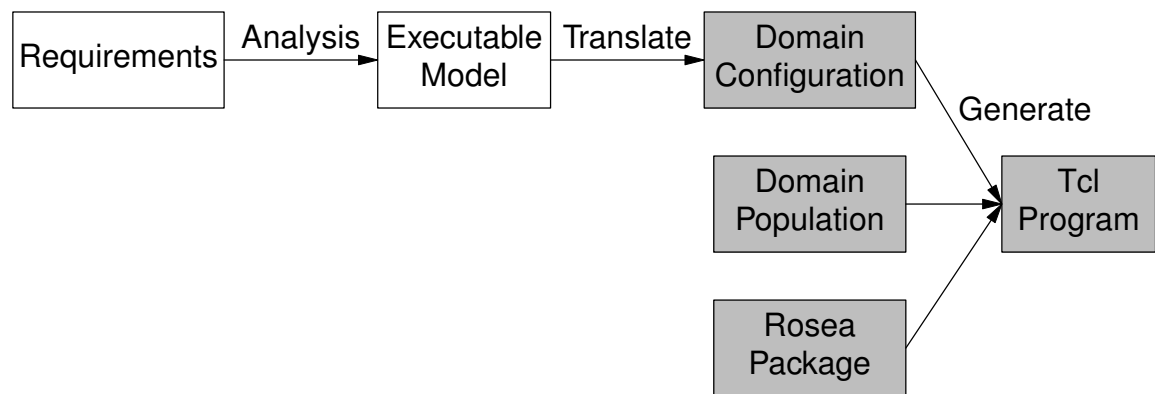 Requirements
Analysis
Executable
Model
Translate
Domain
Configuration
Generate
Domain
Population
Tcl
Program
Rosea
Package